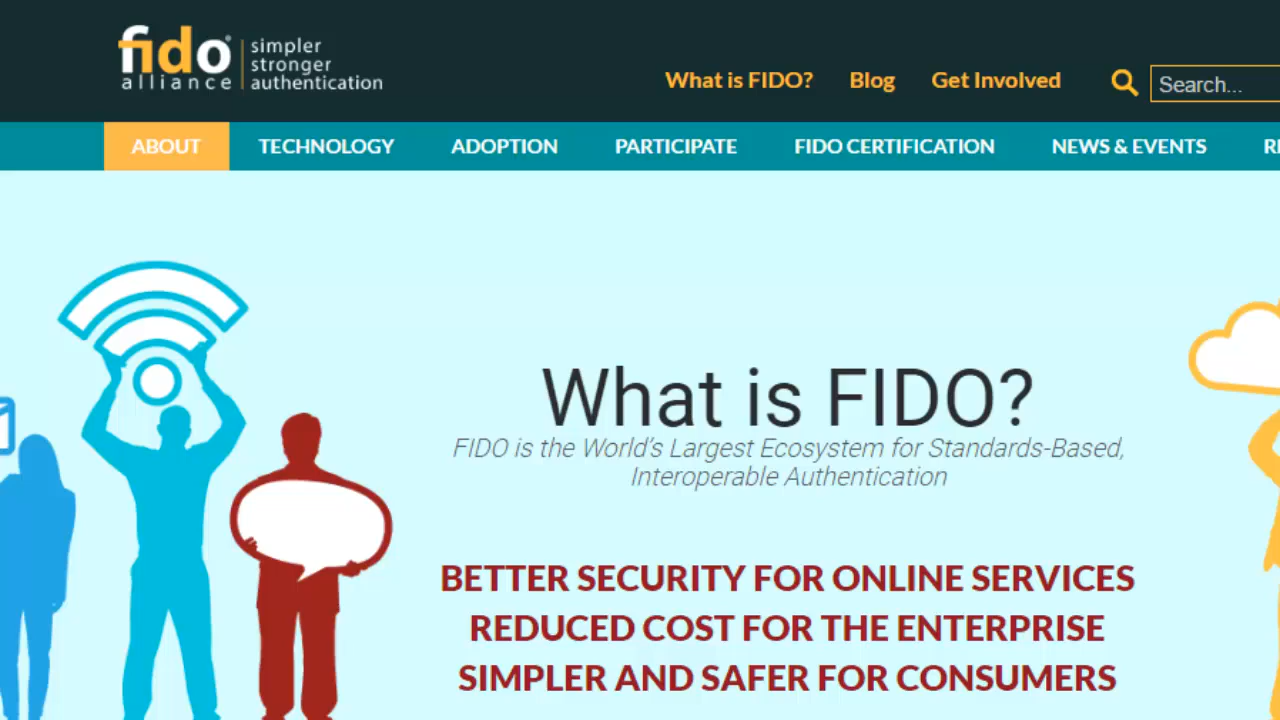 fido
alliance
simpler
stronger
authentication
What is FIDO? Blog Get Involved Search...
ABOUT TECHNOLOGY ADOPTION PARTICIPATE FIDO CERTIFICATION NEWS & EVENTS
What is FIDO?
FIDO is the World's Largest Ecosystem for Standards-Based,
Interoperable Authentication
BETTER SECURITY FOR ONLINE SERVICES
REDUCED COST FOR THE ENTERPRISE
SIMPLER AND SAFER FOR CONSUMERS